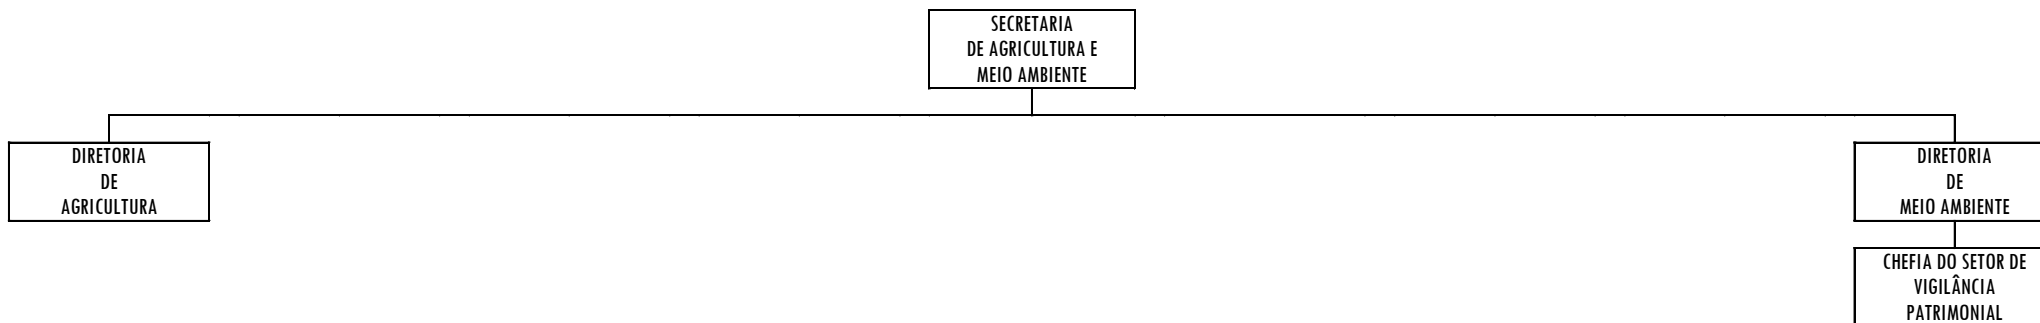 SECRETARIA
DE AGRICULTURA E
MEIO AMBIENTE
DIRETORIA
DE
AGRICULTURA
DIRETORIA
DE
MEIO AMBIENTE
CHEFIA DO SETOR DE
VIGILÂNCIA
PATRIMONIAL